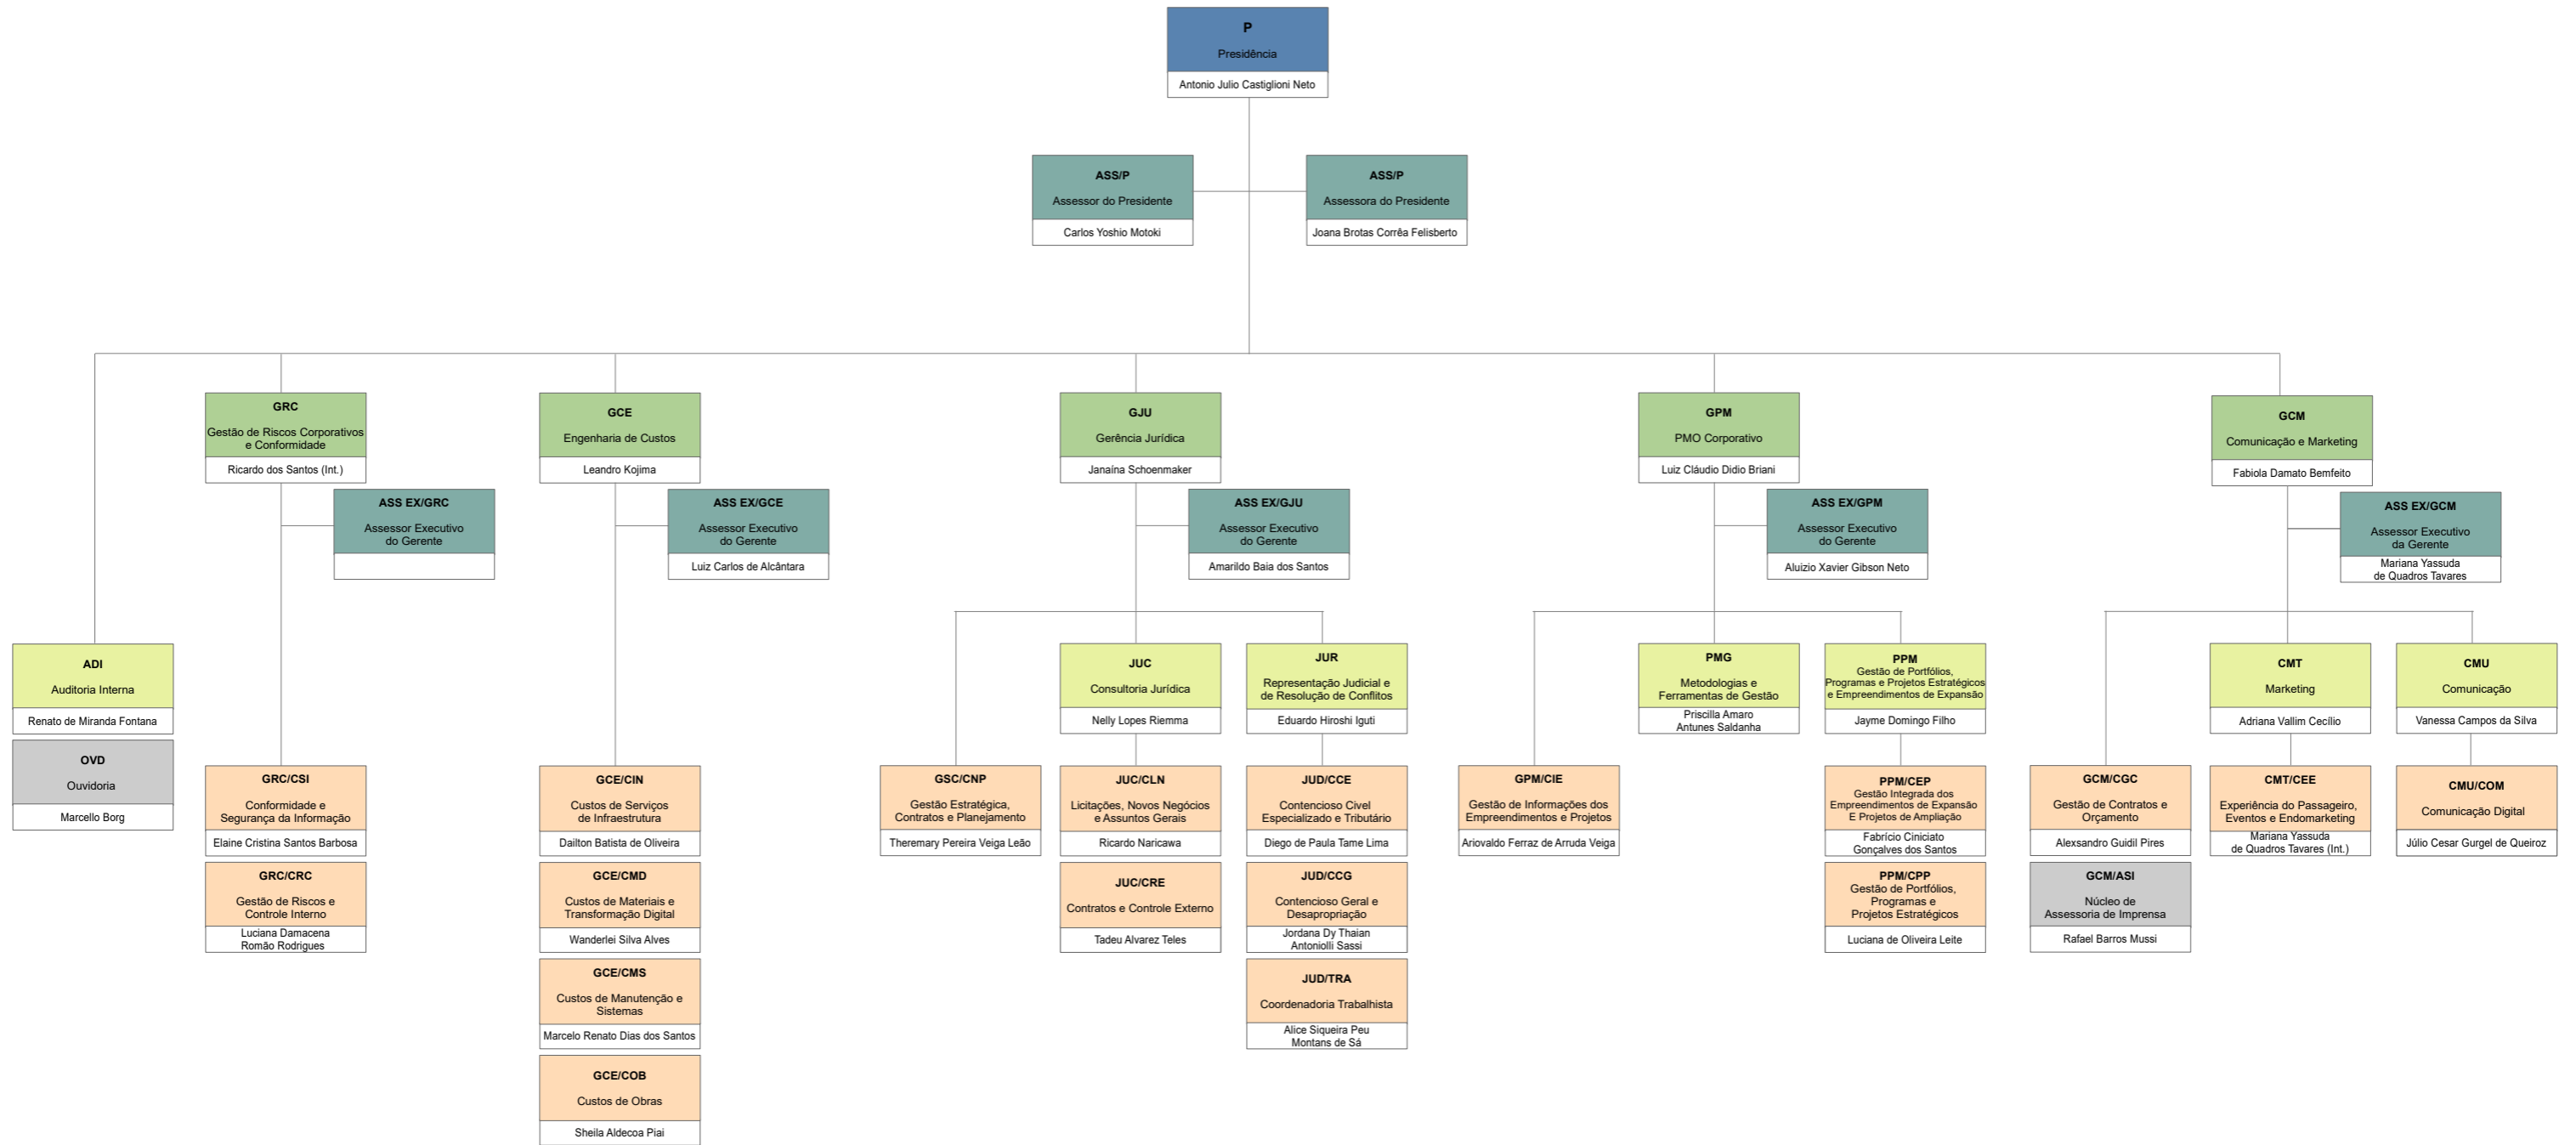 P
Presidência
Antonio Julio Castiglioni Neto
ASS/P
Assessor do Presidente
Carlos Yoshio Motoki
ASS/P
Assessora do Presidente
Joana Brotas Corrêa Felisberto
GRC
Gestão de Riscos Corporativos
e Conformidade
Ricardo dos Santos (Int.)
GCE
Engenharia de Custos
Leandro Kojima
GJU
Gerência Jurídica
Janaína Schoenmaker
GPM
PMO Corporativo
Luiz Cláudio Didio Briani
GCM
Comunicação e Marketing
Fabiola Damato Bemfeito
ASS EX/GRC
Assessor Executivo
do Gerente
ASS EX/GCE
Assessor Executivo
do Gerente
Luiz Carlos de Alcântara
ASS EX/GJU
Assessor Executivo
do Gerente
Amarildo Baia dos Santos
ASS EX/GPM
Assessor Executivo
do Gerente
Aluizio Xavier Gibson Neto
ASS EX/GCM
Assessor Executivo
da Gerente
Mariana Yassuda
de Quadros Tavares
ADI
Auditoria Interna
Renato de Miranda Fontana
JUC
Consultoria Jurídica
Nelly Lopes Riemma
JUR
Representação Judicial e
de Resolução de Conflitos
Eduardo Hiroshi Iguti
PMG
Metodologias e
Ferramentas de Gestão
Priscilla Amaro
Antunes Saldanha
PPM
Gestão de Portfólios,
Programas e Projetos Estratégicos
e Empreendimentos de Expansão
Jayme Domingo Filho
CMT
Marketing
Adriana Vallim Cecílio
CMU
Comunicação
Vanessa Campos da Silva
OVD
Ouvidoria
Marcello Borg
GRC/CSI
Conformidade e
Segurança da Informação
Elaine Cristina Santos Barbosa
GCE/CIN
Custos de Serviços
de Infraestrutura
Dailton Batista de Oliveira
GSC/CNP
Gestão Estratégica,
Contratos e Planejamento
Theremary Pereira Veiga Leão
JUC/CLN
Licitações, Novos Negócios
e Assuntos Gerais
Ricardo Naricawa
JUD/CCE
Contencioso Civel
Especializado e Tributário
Diego de Paula Tame Lima
GPM/CIE
Gestão de Informações dos
Empreendimentos e Projetos
Ariovaldo Ferraz de Arruda Veiga
PPM/CEP
Gestão Integrada dos
Empreendimentos de Expansão
E Projetos de Ampliação
Fabrício Ciniciato
Gonçalves dos Santos
GCM/CGC
Gestão de Contratos e
Orçamento
Alexsandro Guidil Pires
CMT/CEE
Experiência do Passageiro,
Eventos e Endomarketing
Mariana Yassuda
de Quadros Tavares (Int.)
CMU/COM
Comunicação Digital
Júlio Cesar Gurgel de Queiroz
GRC/CRC
Gestão de Riscos e
Controle Interno
Luciana Damacena
Romão Rodrigues
GCE/CMD
Custos de Materiais e
Transformação Digital
Wanderlei Silva Alves
JUC/CRE
Contratos e Controle Externo
Tadeu Alvarez Teles
JUD/CCG
Contencioso Geral e
Desapropriação
Jordana Dy Thaian
Antoniolli Sassi
PPM/CPP
Gestão de Portfólios,
Programas e
Projetos Estratégicos
Luciana de Oliveira Leite
GCM/ASI
Núcleo de
Assessoria de Imprensa
Rafael Barros Mussi
GCE/CMS
Custos de Manutenção e
Sistemas
Marcelo Renato Dias dos Santos
JUD/TRA
Coordenadoria Trabalhista
Alice Siqueira Peu
Montans de Sá
GCE/COB
Custos de Obras
Sheila Aldecoa Piai